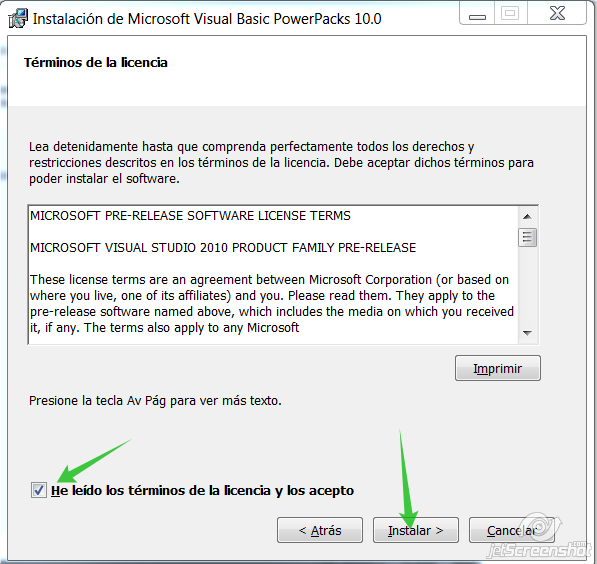 Instalación de Microsoft Visual Basic PowerPacks 10.0
Términos de la licencia
Lea detenidamente hasta que comprenda perfectamente todos los derechos y
restricciones descritos en los términos de la licencia. Debe aceptar dichos términos para
poder instalar el software.
MICROSOFT PRE-RELEASE SOFTWARE LICENSE TERMS
MICROSOFT VISUAL STUDIO 2010 PRODUCT FAMILY PRE-RELEASE
These license terms are an agreement between Microsoft Corporation (or based on
where you live, one of its affiliates) and you. Please read them. They apply to the
pre-release software named above, which includes the media on which you received
it, if any. The terms also apply to any Microsoft
Imprimir
Presione la tecla Av Pág para ver más texto.
He leído los términos de la licencia y los acepto
< Atrás
Instalar >
Cancelar
jetScreenshot
.com